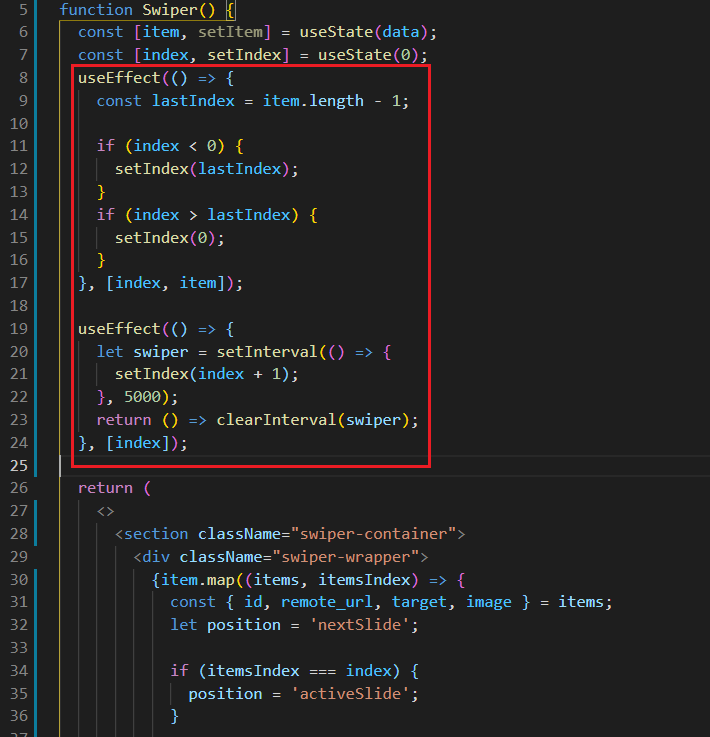 5 function Swiper() {
6 const [item, setItem] = useState(data);
7 const [index, setIndex] = useState(0);
8 useEffect(() => {
9 const lastIndex = item.length - 1;
10
11 if (index < 0) {
12 setIndex(lastIndex);
13 }
14 if (index > lastIndex) {
15 setIndex(0);
16 }
17 }, [index, item]);
18
19 useEffect(() => {
20 let swiper = setInterval(() => {
21 setIndex(index + 1);
22 }, 5000);
23 return () => clearInterval(swiper);
24 }, [index]);
25
26 return (
27 <>
28 <section className="swiper-container">
29 <div className="swiper-wrapper">
30 {item.map((items, itemsIndex) => {
31 const { id, remote_url, target, image } = items;
32 let position = 'nextSlide';
33
34 if (itemsIndex === index) {
35 position = 'activeSlide';
36 }